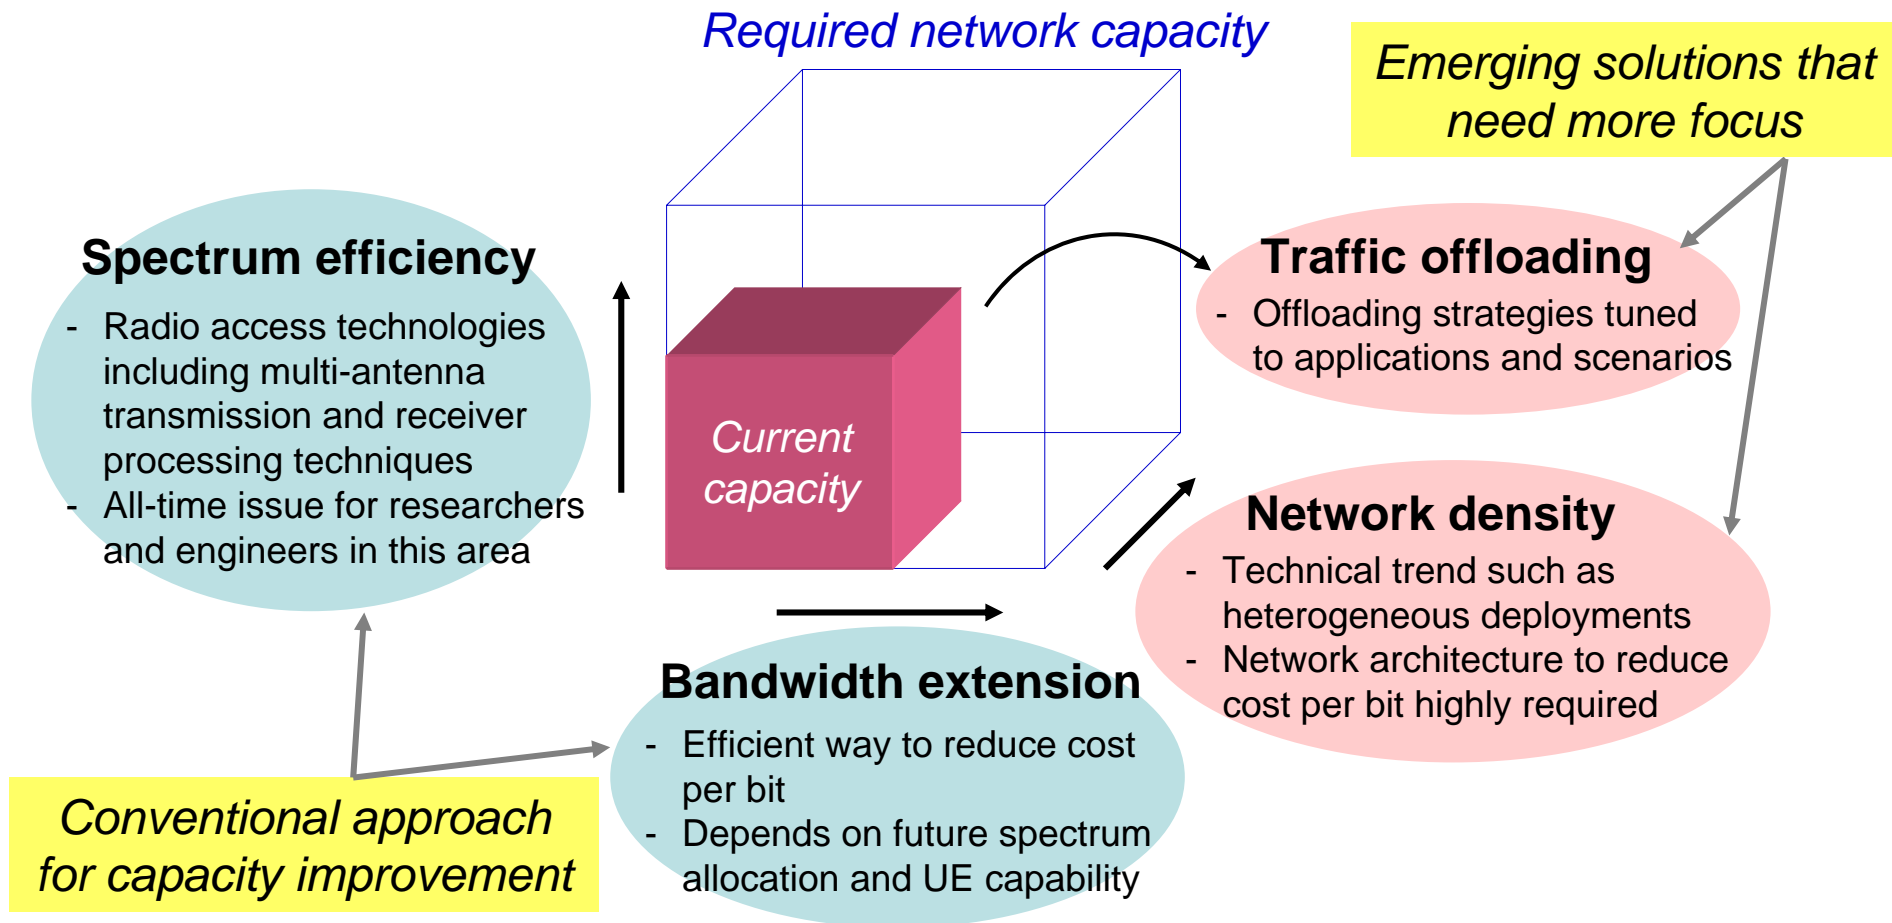 Required network capacity
Emerging solutions that
need more focus
Spectrum efficiency
- Radio access technologies
including multi-antenna
transmission and receiver
processing techniques
- All-time issue for researchers
and engineers in this area
Current
capacity
Traffic offloading
- Offloading strategies tuned
to applications and scenarios
Network density
- Technical trend such as
heterogeneous deployments
- Network architecture to reduce
cost per bit highly required
Bandwidth extension
- Efficient way to reduce cost
per bit
- Depends on future spectrum
allocation and UE capability
Conventional approach
for capacity improvement